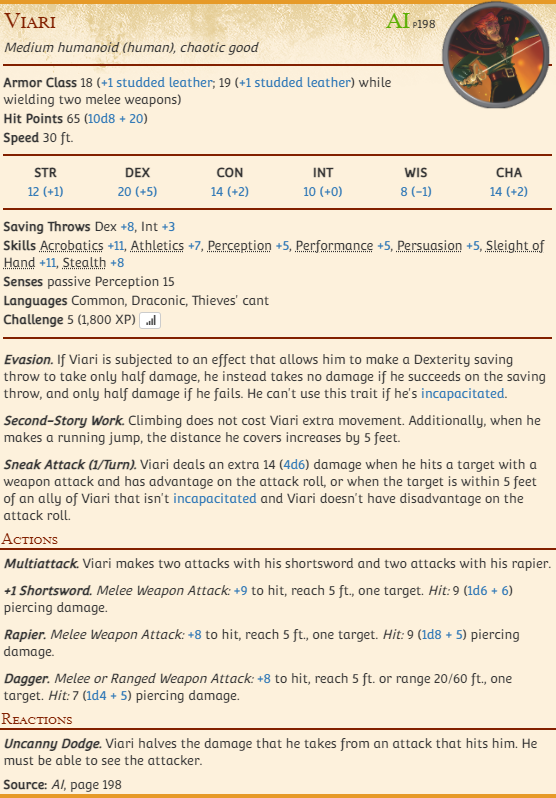 Viari AI p198
Medium humanoid (human), chaotic good
Armor Class 18 (+1 studded leather; 19 (+1 studded leather) while
wielding two melee weapons)
Hit Points 65 (10d8 + 20)
Speed 30 ft.
STR DEX CON INT WIS CHA
12 (+1) 20 (+5) 14 (+2) 10 (+0) 8 (−1) 14 (+2)
Saving Throws Dex +8, Int +3
Skills Acrobatics +11, Athletics +7, Perception +5, Performance +5, Persuasion +5, Sleight of
Hand +11, Stealth +8
Senses passive Perception 15
Languages Common, Draconic, Thieves' cant
Challenge 5 (1,800 XP)
Evasion. If Viari is subjected to an effect that allows him to make a Dexterity saving
throw to take only half damage, he instead takes no damage if he succeeds on the saving
throw, and only half damage if he fails. He can't use this trait if he's incapacitated.
Second-Story Work. Climbing does not cost Viari extra movement. Additionally, when he
makes a running jump, the distance he covers increases by 5 feet.
Sneak Attack (1/Turn). Viari deals an extra 14 (4d6) damage when he hits a target with a
weapon attack and has advantage on the attack roll, or when the target is within 5 feet
of an ally of Viari that isn't incapacitated and Viari doesn't have disadvantage on the
attack roll.
Actions
Multiattack. Viari makes two attacks with his shortsword and two attacks with his rapier.
+1 Shortsword. Melee Weapon Attack: +9 to hit, reach 5 ft., one target. Hit: 9 (1d6 + 6)
piercing damage.
Rapier. Melee Weapon Attack: +8 to hit, reach 5 ft., one target. Hit: 9 (1d8 + 5) piercing
damage.
Dagger. Melee or Ranged Weapon Attack: +8 to hit, reach 5 ft. or range 20/60 ft., one
target. Hit: 7 (1d4 + 5) piercing damage.
Reactions
Uncanny Dodge. Viari halves the damage that he takes from an attack that hits him. He
must be able to see the attacker.
Source: AI, page 198